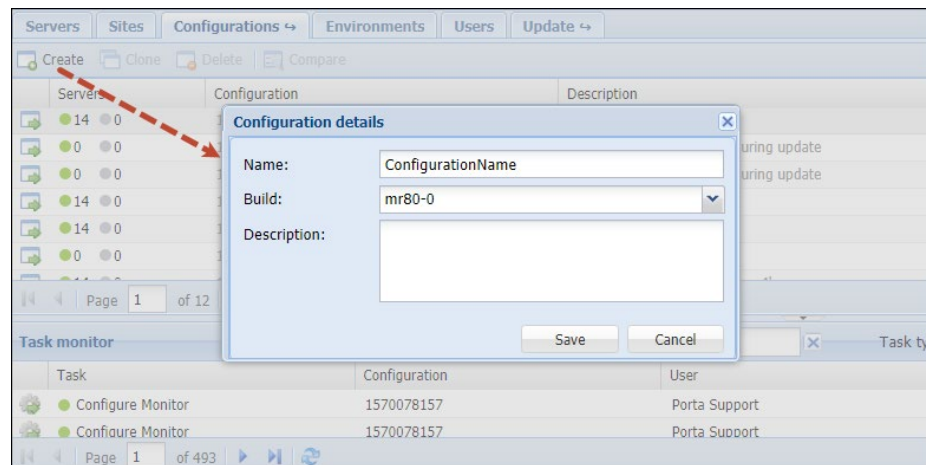 Servers Sites Configurations ↪ Environments Users Update ↪
Create Clone Delete Compare
Servers Configuration Description
14 0
0 0 uring update
0 0 uring update
14 0
14 0
0 0
Page 1 of 12
Configuration details
Name: ConfigurationName
Build: mr80-0
Description:
Save Cancel
Task monitor Task ty
Task Configuration User
Configure Monitor 1570078157 Porta Support
Configure Monitor 1570078157 Porta Support
Page 1 of 493